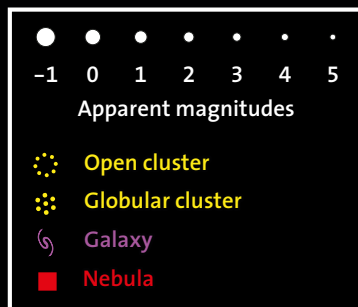 –1 0 1 2 3 4 5
Apparent magnitudes
Open cluster
Globular cluster
Galaxy
Nebula